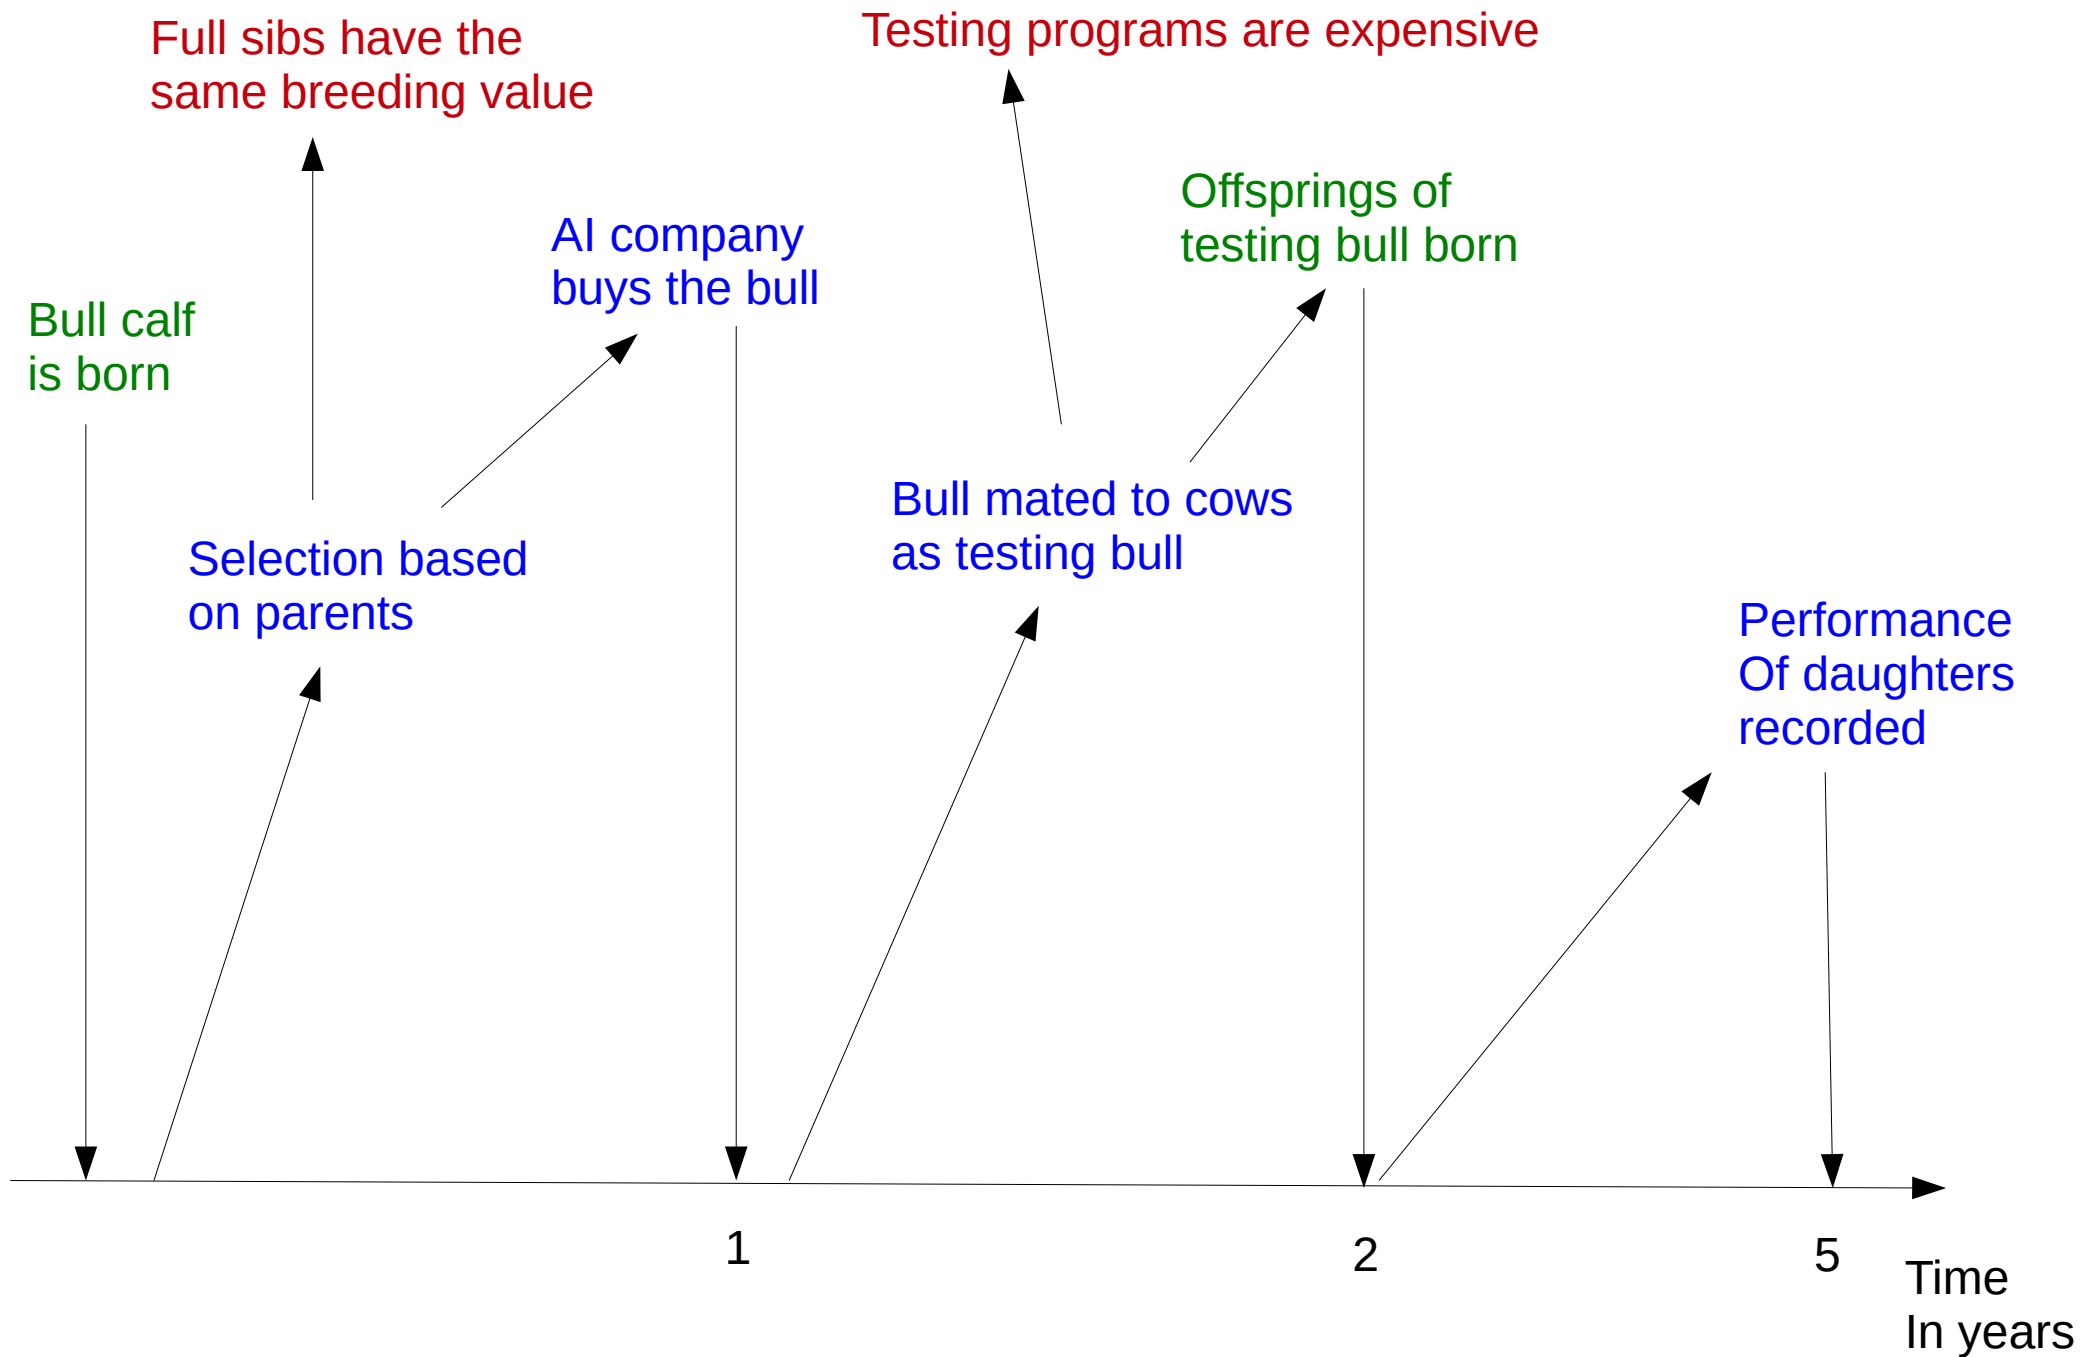 Full sibs have the
same breeding value
Testing programs are expensive
AI company
buys the bull
Offsprings of
testing bull born
Bull calf
is born
Selection based
on parents
Bull mated to cows
as testing bull
Performance
Of daughters
recorded
1
2
5
Time
In years